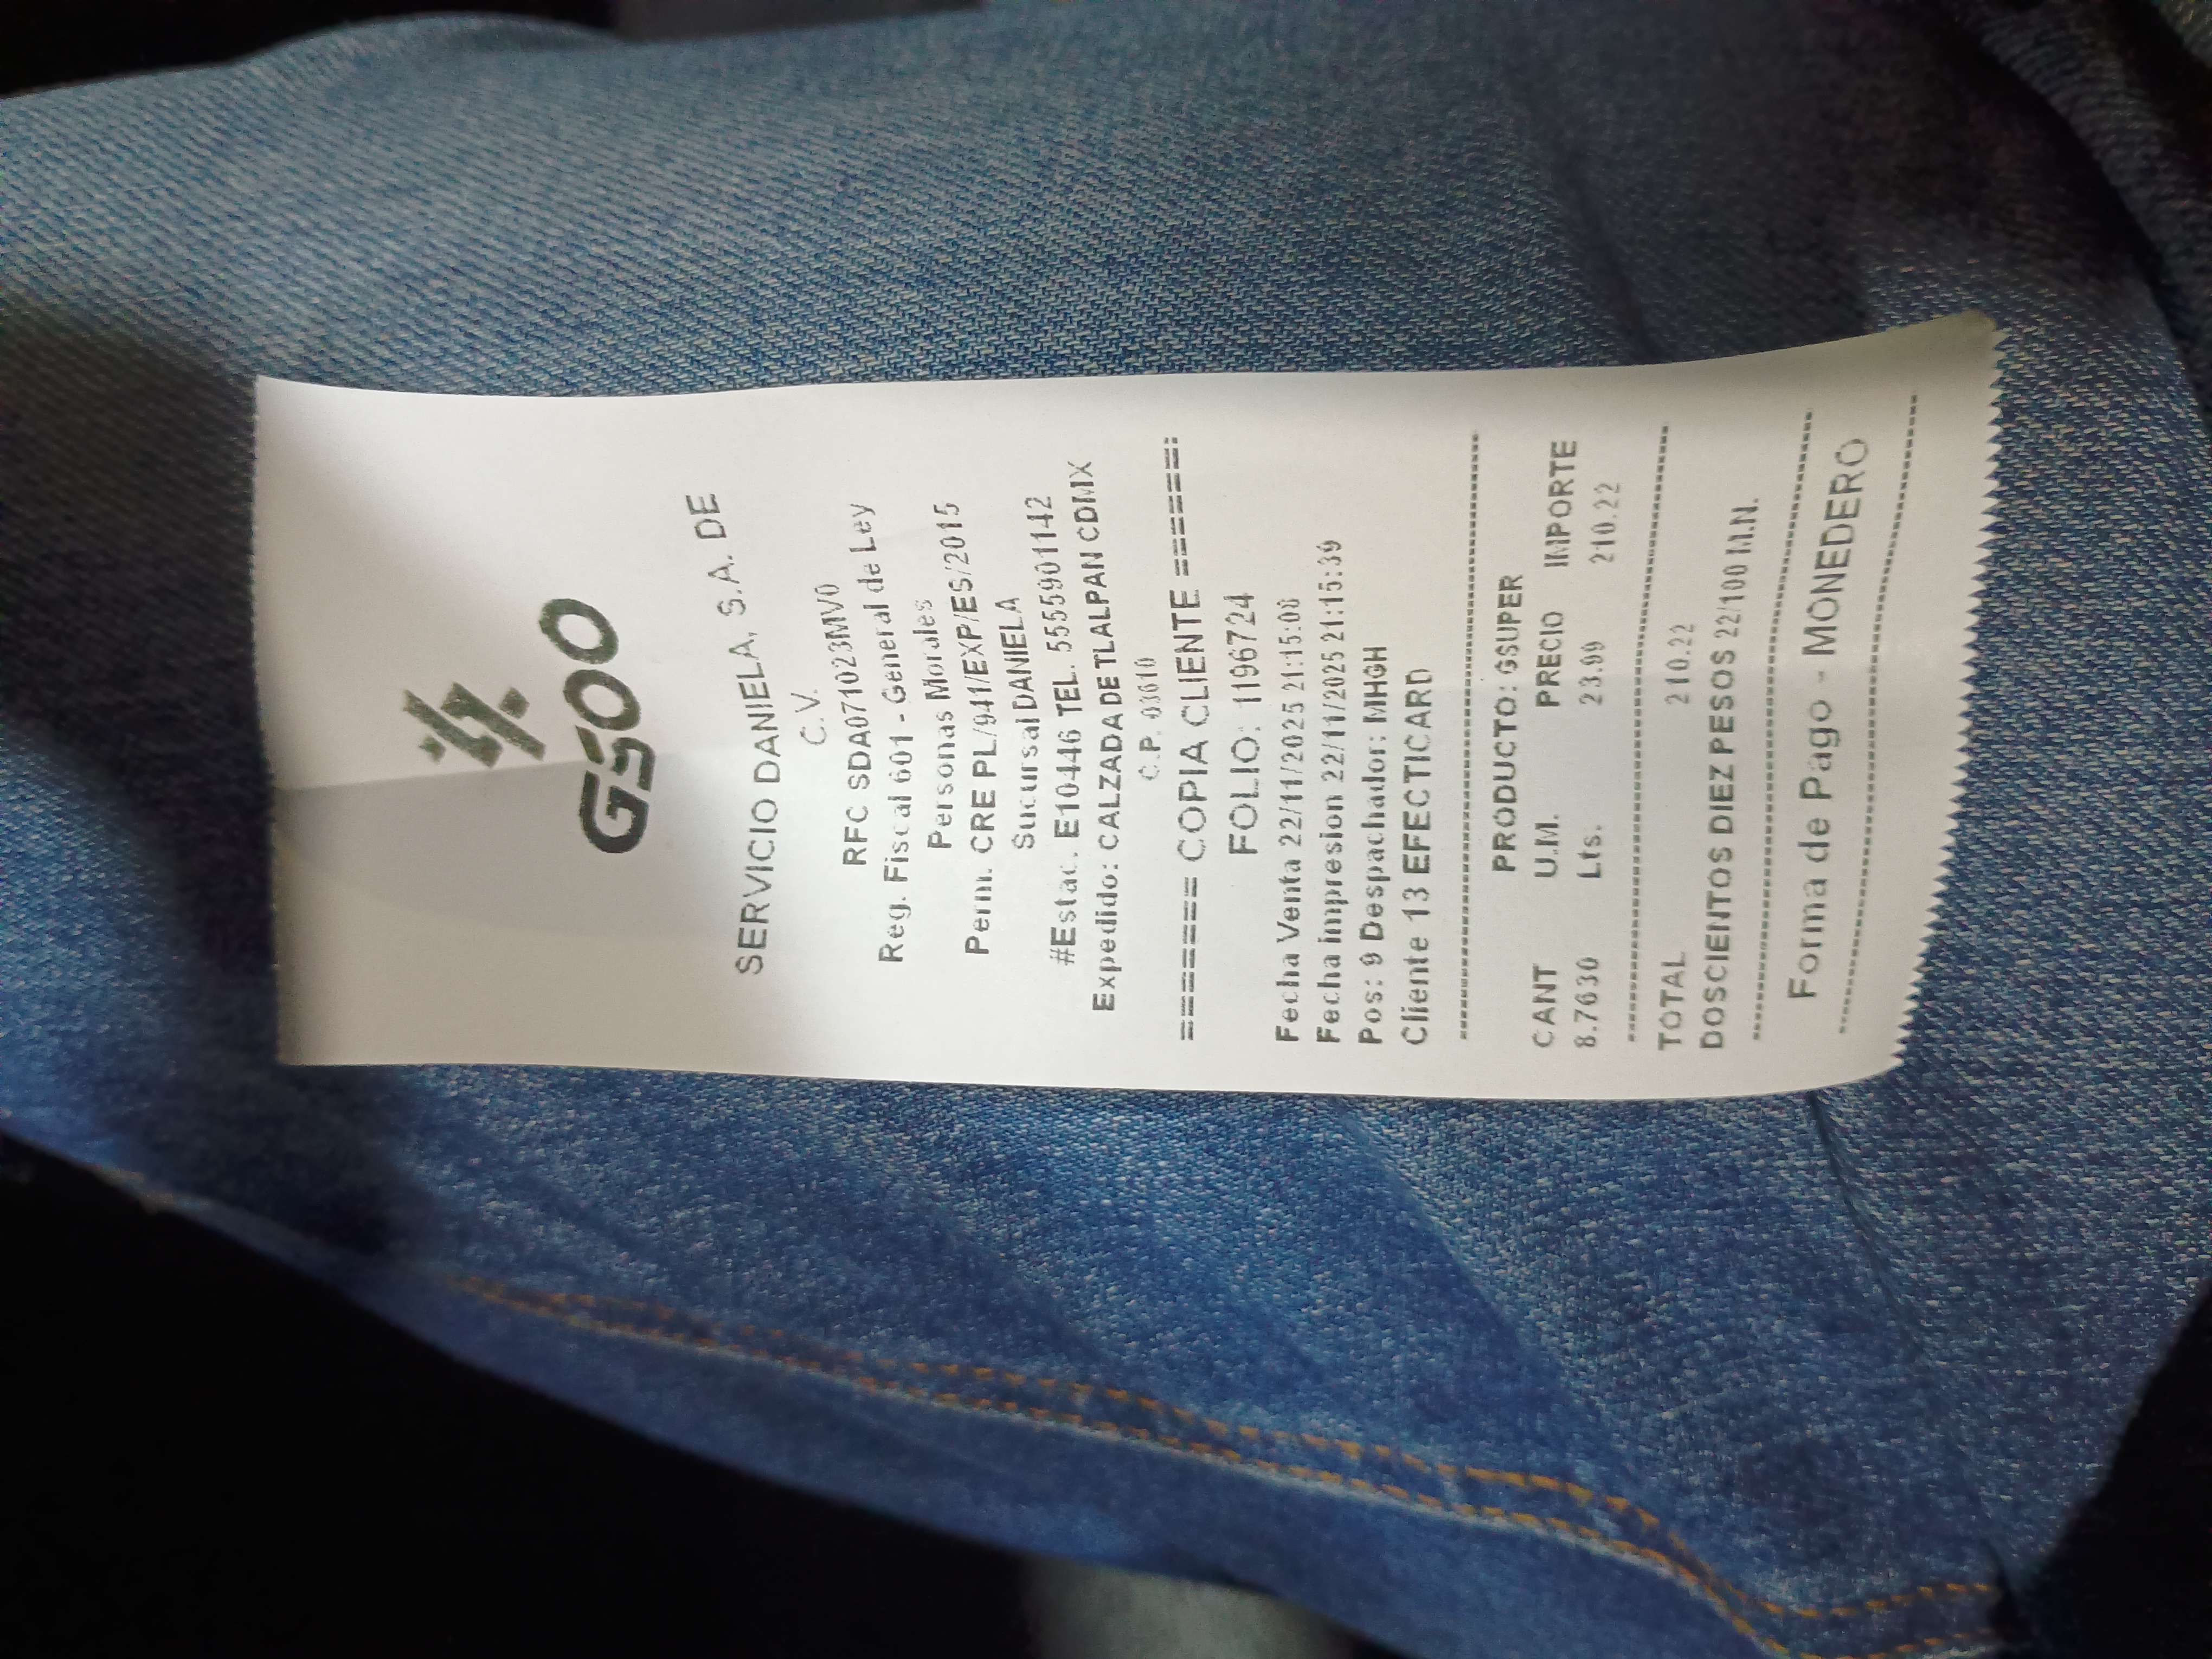 G500
SERVICIO DANIELA, S.A. DE
C.V.
RFC SDA071023MV0
Reg. Fiscal 601 - General de Ley
Personas Morales
Perm. CRE PL/941/EXP/ES/2015
Sucursal DANIELA
#Estac. E10446 TEL. 5555901142
Expedido: CALZADA DE TLALPAN CDMX
C.P. 03610
======= COPIA CLIENTE =======
FOLIO: 1196724
Fecha Venta 22/11/2025 21:15:08
Fecha impresion 22/11/2025 21:15:39
Pos: 9 Despachador: MHGH
Cliente 13 EFECTICARD
PRODUCTO: GSUPER
CANT U.M. PRECIO IMPORTE
8.7630 Lts. 23.99 210.22
TOTAL 210.22
DOSCIENTOS DIEZ PESOS 22/100 M.N.
Forma de Pago - MONEDERO